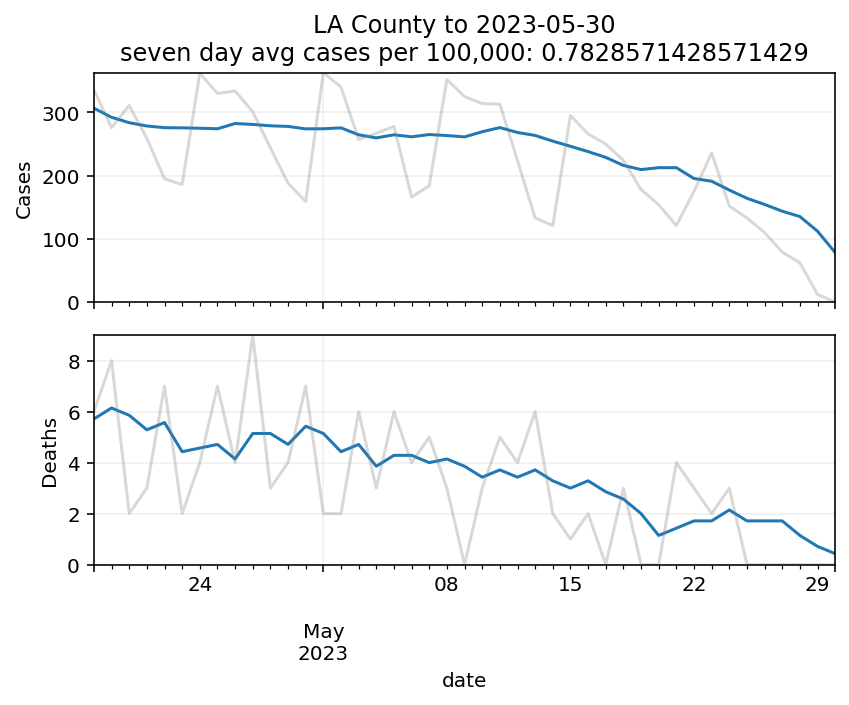 LA County to 2023-05-30
seven day avg cases per 100,000: 0.7828571428571429
300
200
100
0
Cases
8
6
4
2
0
Deaths
24
08
15
22
29
May
2023
date